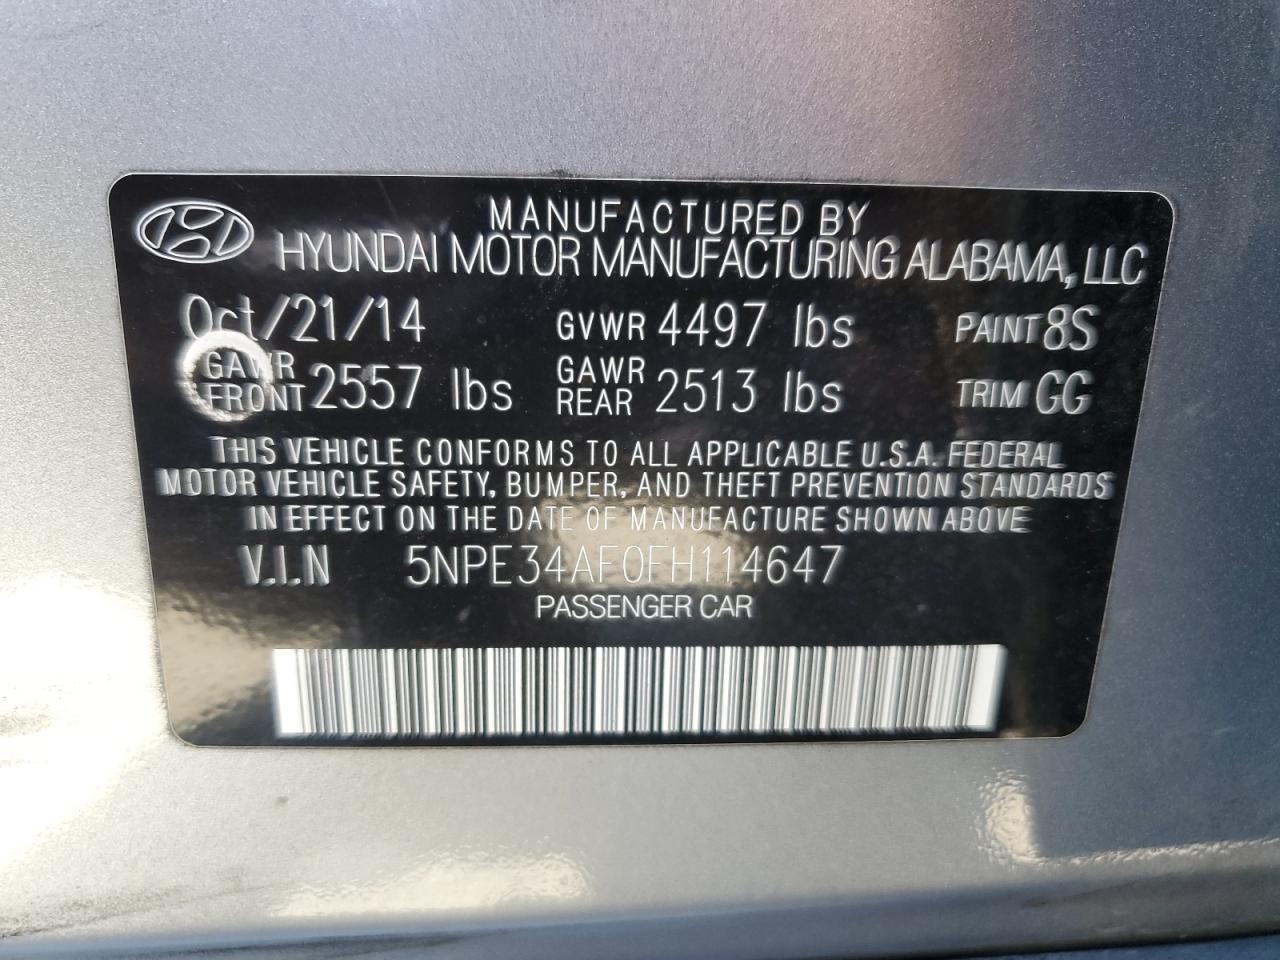 MANUFACTURED BY
HYUNDAI MOTOR MANUFACTURING ALABAMA, LLC
Oct/21/14 GVWR 4497 lbs PAINT 8S
GAWR FRONT 2557 lbs GAWR REAR 2513 lbs TRIM GG
THIS VEHICLE CONFORMS TO ALL APPLICABLE U.S.A. FEDERAL
MOTOR VEHICLE SAFETY, BUMPER, AND THEFT PREVENTION STANDARDS
IN EFFECT ON THE DATE OF MANUFACTURE SHOWN ABOVE
V.I.N 5NPE34AF0FH114647
PASSENGER CAR